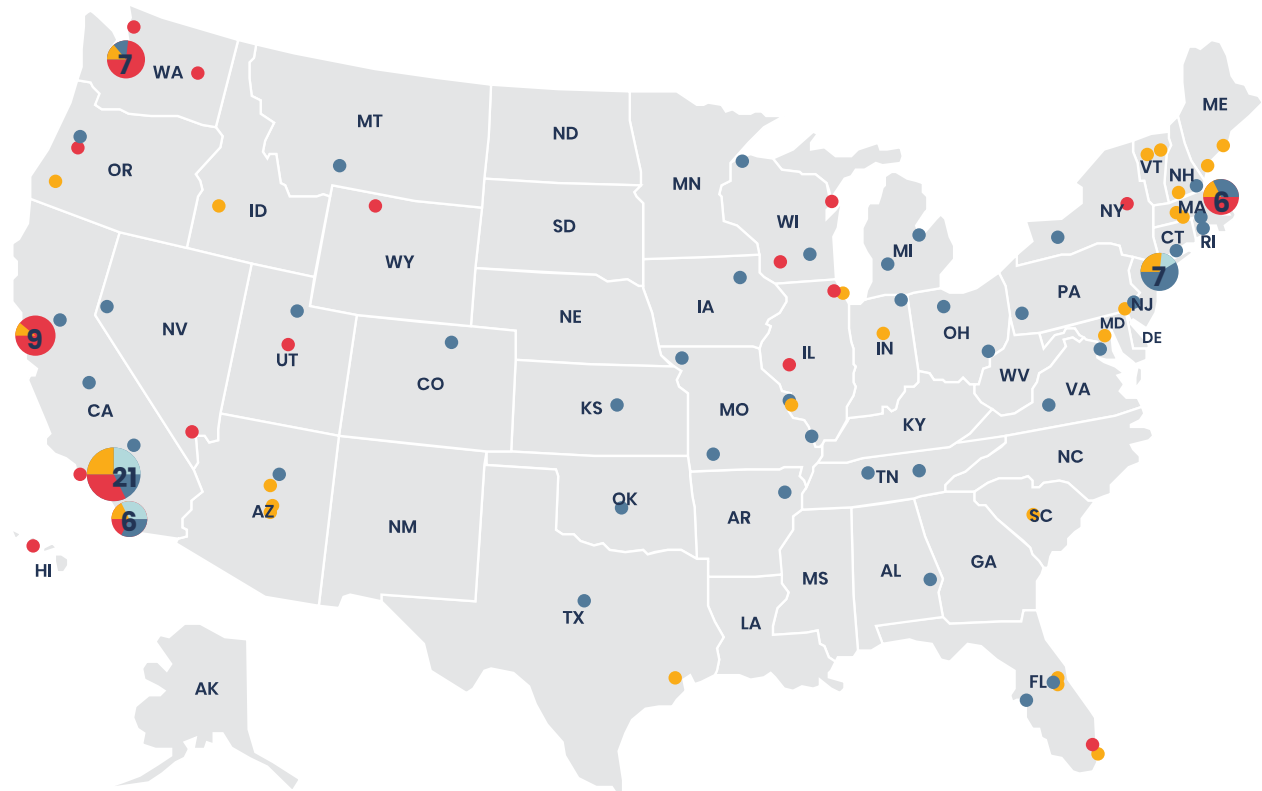 7
WA
MT
ND
MN
ME
OR
ID
SD
WI
MI
VT
NH
NY
MA
6
CT
RI
WY
IA
NE
PA
7
NJ
MD
DE
9
NV
UT
CO
IL
IN
OH
WV
VA
CA
KS
MO
KY
NC
21
6
AZ
NM
OK
AR
TN
SC
HI
MS
AL
GA
TX
LA
AK
FL